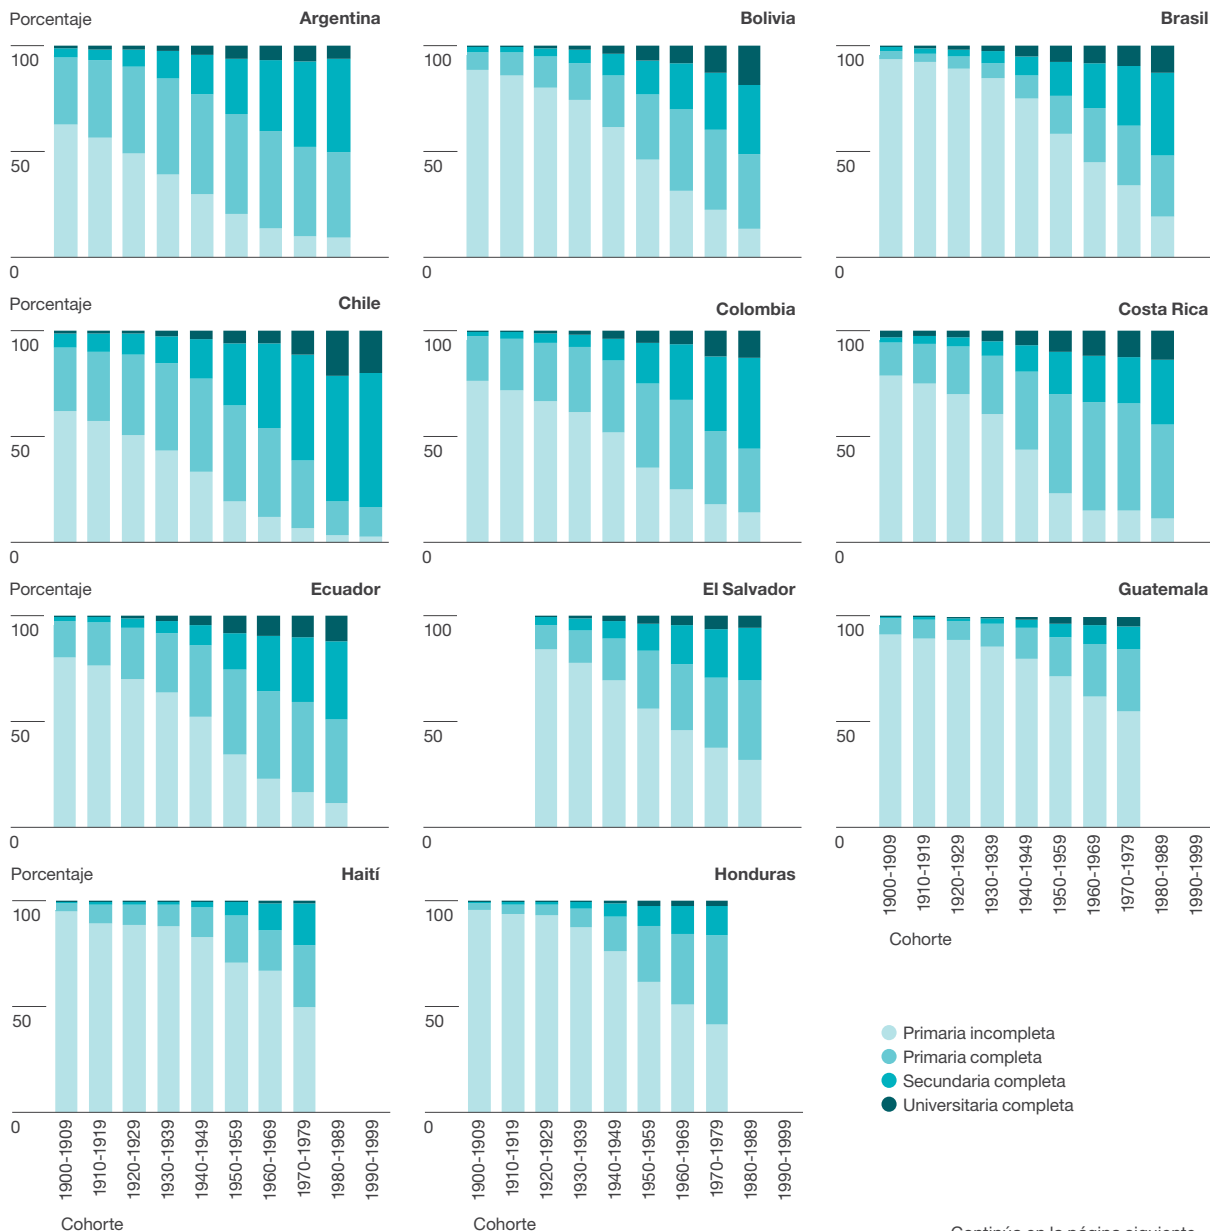 Porcentaje
Argentina
Bolivia
Brasil
100
100
100
50
50
50
0
0
0
Porcentaje
Chile
Colombia
Costa Rica
100
100
100
50
50
50
0
0
0
Porcentaje
Ecuador
El Salvador
Guatemala
100
100
100
50
50
50
0
0
0
1900-1909
1910-1919
1920-1929
1930-1939
1940-1949
1950-1959
1960-1969
1970-1979
1980-1989
1990-1999
Cohorte
Porcentaje
Haití
Honduras
100
100
50
50
0
0
1900-1909
1910-1919
1920-1929
1930-1939
1940-1949
1950-1959
1960-1969
1970-1979
1980-1989
1990-1999
Cohorte
1900-1909
1910-1919
1920-1929
1930-1939
1940-1949
1950-1959
1960-1969
1970-1979
1980-1989
1990-1999
Cohorte
Primaria incompleta
Primaria completa
Secundaria completa
Universitaria completa
Continúa en la página siguiente